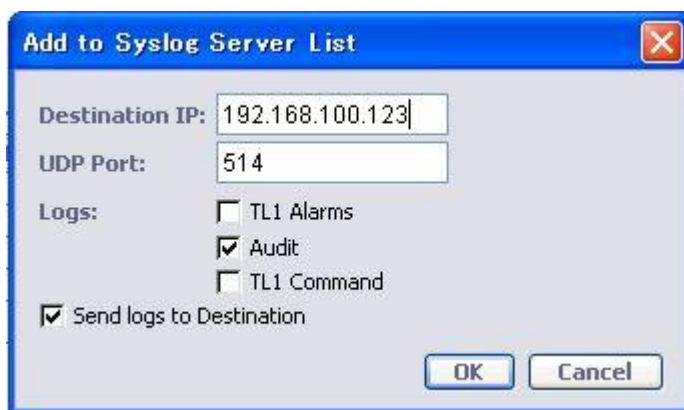 Add to Syslog Server List
Destination IP: 192.168.100.123
UDP Port: 514
Logs: TL1 Alarms
Audit
TL1 Command
Send logs to Destination
OK Cancel